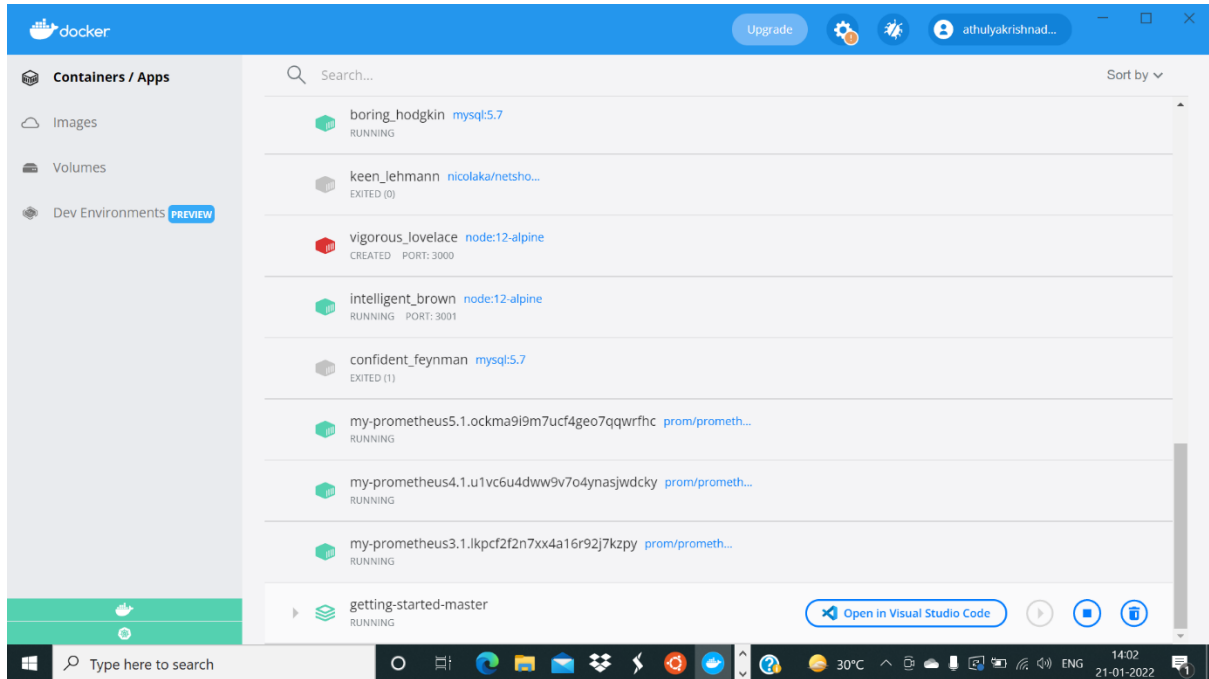 docker
Upgrade
athulyakrishnad...
Containers / Apps
Images
Volumes
Dev Environments PREVIEW
Search...
Sort by
boring_hodgkin mysql:5.7
RUNNING
keen_lehmann nicolaka/netsho...
EXITED (0)
vigorous_lovelace node:12-alpine
CREATED PORT: 3000
intelligent_brown node:12-alpine
RUNNING PORT: 3001
confident_feynman mysql:5.7
EXITED (1)
my-prometheus5.1.ockma9i9m7ucf4geo7qqwrfhc prom/prometh...
RUNNING
my-prometheus4.1.u1vc6u4dww9v7o4ynasjwdcky prom/prometh...
RUNNING
my-prometheus3.1.lkpcf2f2n7xx4a16r92j7kzpy prom/prometh...
RUNNING
getting-started-master
RUNNING
Open in Visual Studio Code
Type here to search
30°C
ENG
14:02
21-01-2022
1